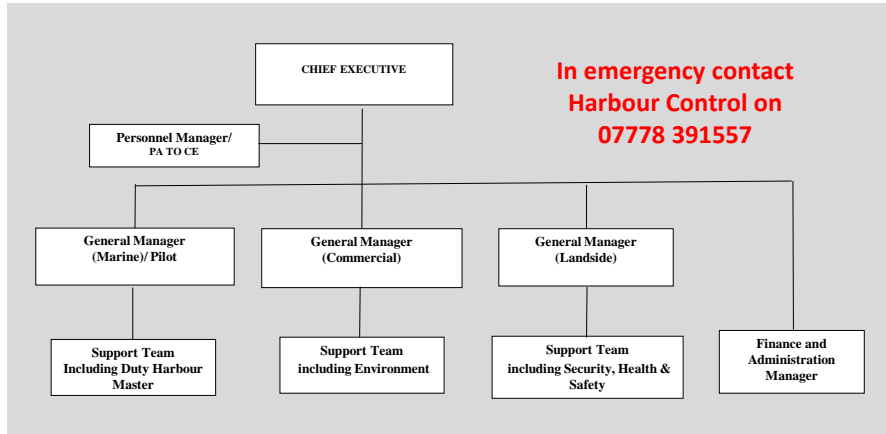 CHIEF EXECUTIVE
In emergency contact
Harbour Control on
07778 391557
Personnel Manager/
PA TO CE
General Manager
(Marine)/ Pilot
General Manager
(Commercial)
General Manager
(Landside)
Support Team
Including Duty Harbour
Master
Support Team
including Environment
Support Team
including Security, Health &
Safety
Finance and
Administration
Manager